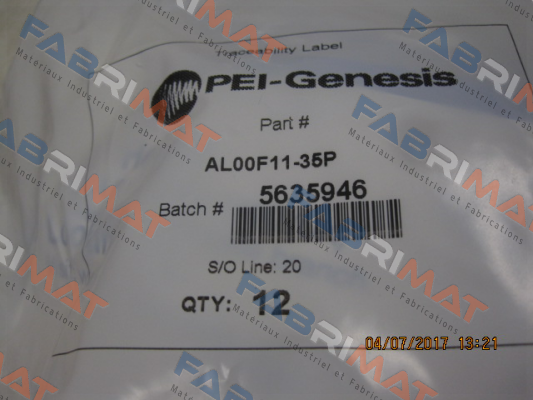 Traceability Label
PEI-Genesis
Part #
AL00F11-35P
Batch # 5635946
S/O Line: 20
QTY: 12
04/07/2017 13:21
FABRIMAT
Materiaux Industriel et Fabrications